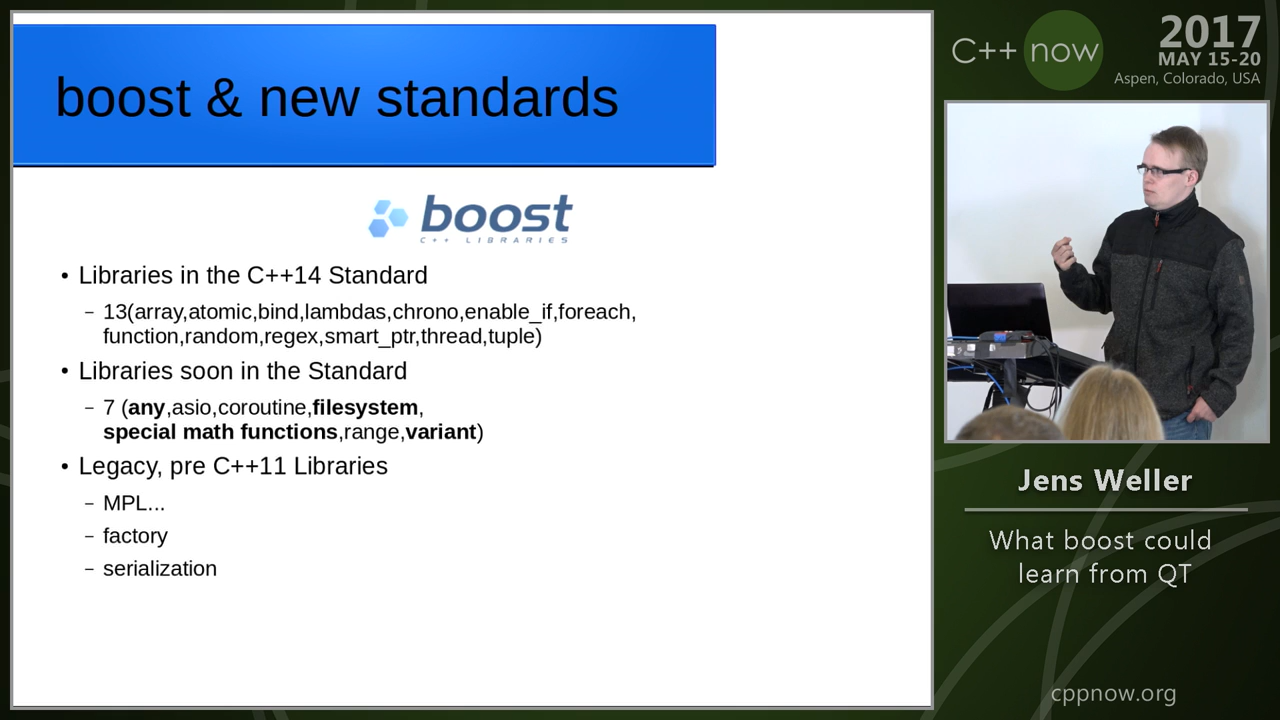 boost & new standards
boost
C++ LIBRARIES
• Libraries in the C++14 Standard
– 13(array,atomic,bind,lambdas,chrono,enable_if,foreach,
function,random,regex,smart_ptr,thread,tuple)
• Libraries soon in the Standard
– 7 (any,asio,coroutine,filesystem,
special math functions,range,variant)
• Legacy, pre C++11 Libraries
– MPL...
– factory
– serialization
C++ now
2017
MAY 15-20
Aspen, Colorado, USA
Jens Weller
What boost could
learn from QT
cppnow.org